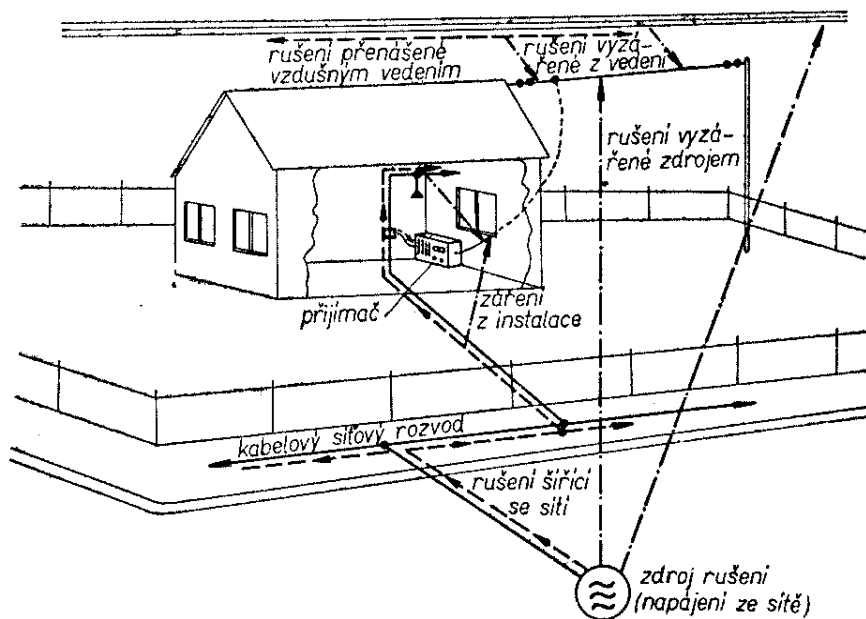 rušení přenášené
vzdušným vedením
rušení vyzá-
řené z vedení
rušení vyzá-
řené zdrojem
přijímač
záření
z instalace
kabelový síťový rozvod
rušení šířící
se sítí
zdroj rušení
(napájení ze sítě)